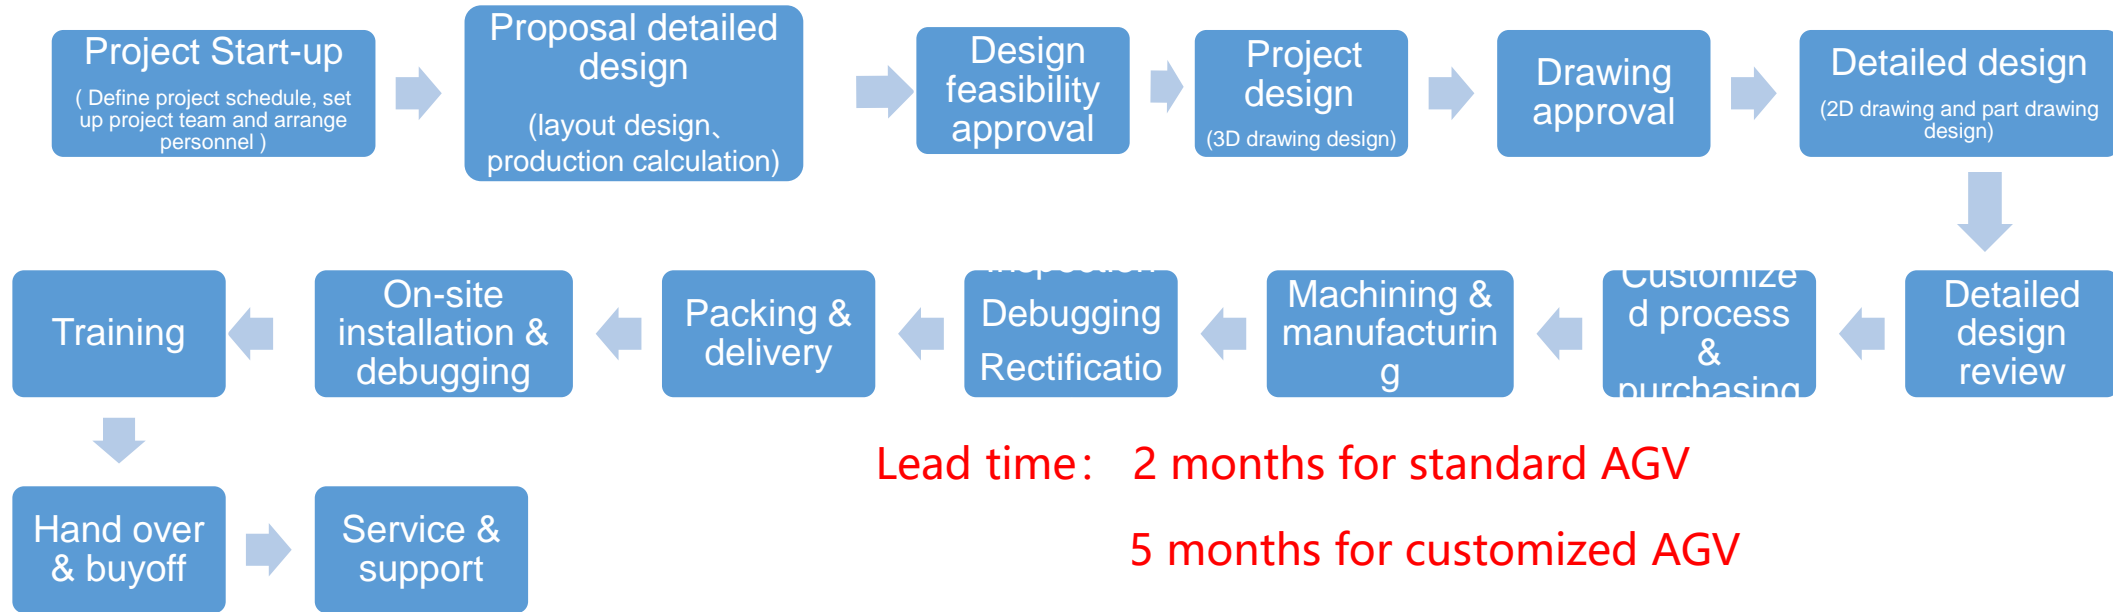 Project Start-up
( Define project schedule, set
up project team and arrange
personnel )
Proposal detailed
design
(layout design、
production calculation)
Design
feasibility
approval
Project
design
(3D drawing design)
Drawing
approval
Detailed design
(2D drawing and part drawing
design)
Detailed
design
review
Customize
d process
&
purchasing
Machining &
manufacturin
g
Inspection
Debugging
Rectificatio
Packing &
delivery
On-site
installation &
debugging
Training
Hand over
& buyoff
Service &
support
Lead time： 2 months for standard AGV
5 months for customized AGV